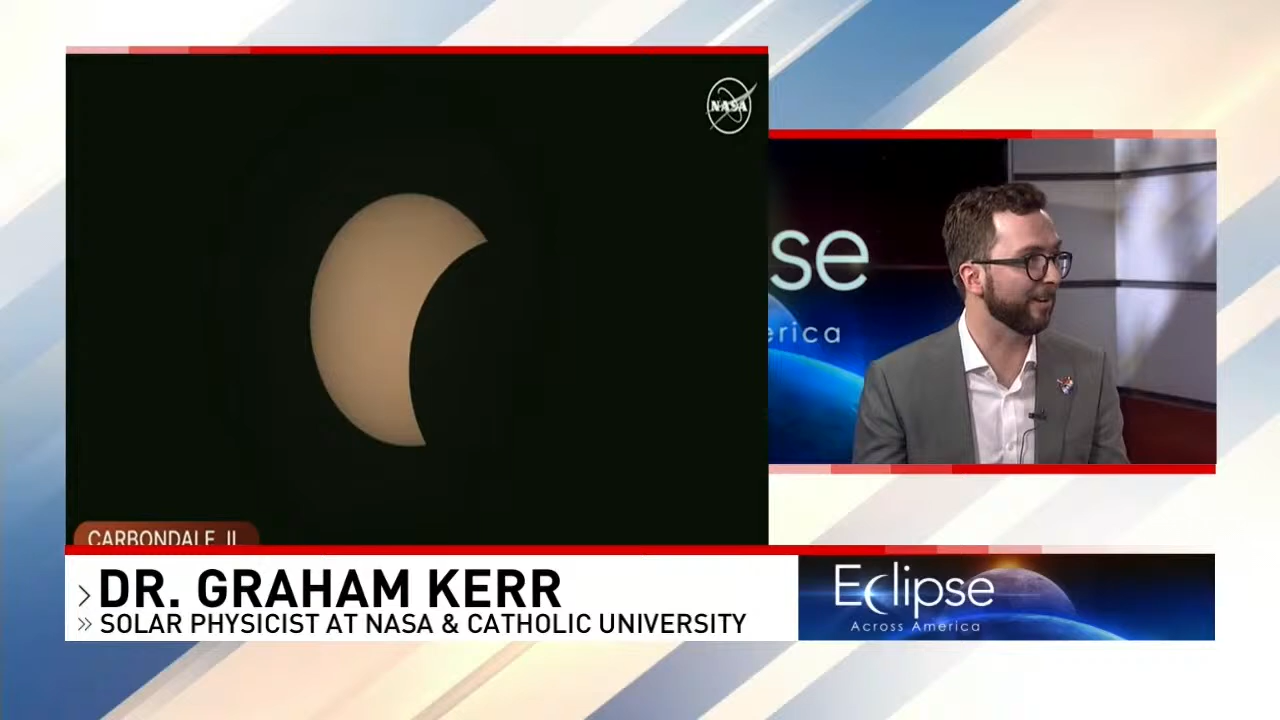 NASA
se
erica
CARBONDALE, IL
DR. GRAHAM KERR
SOLAR PHYSICIST AT NASA & CATHOLIC UNIVERSITY
Eclipse
Across America